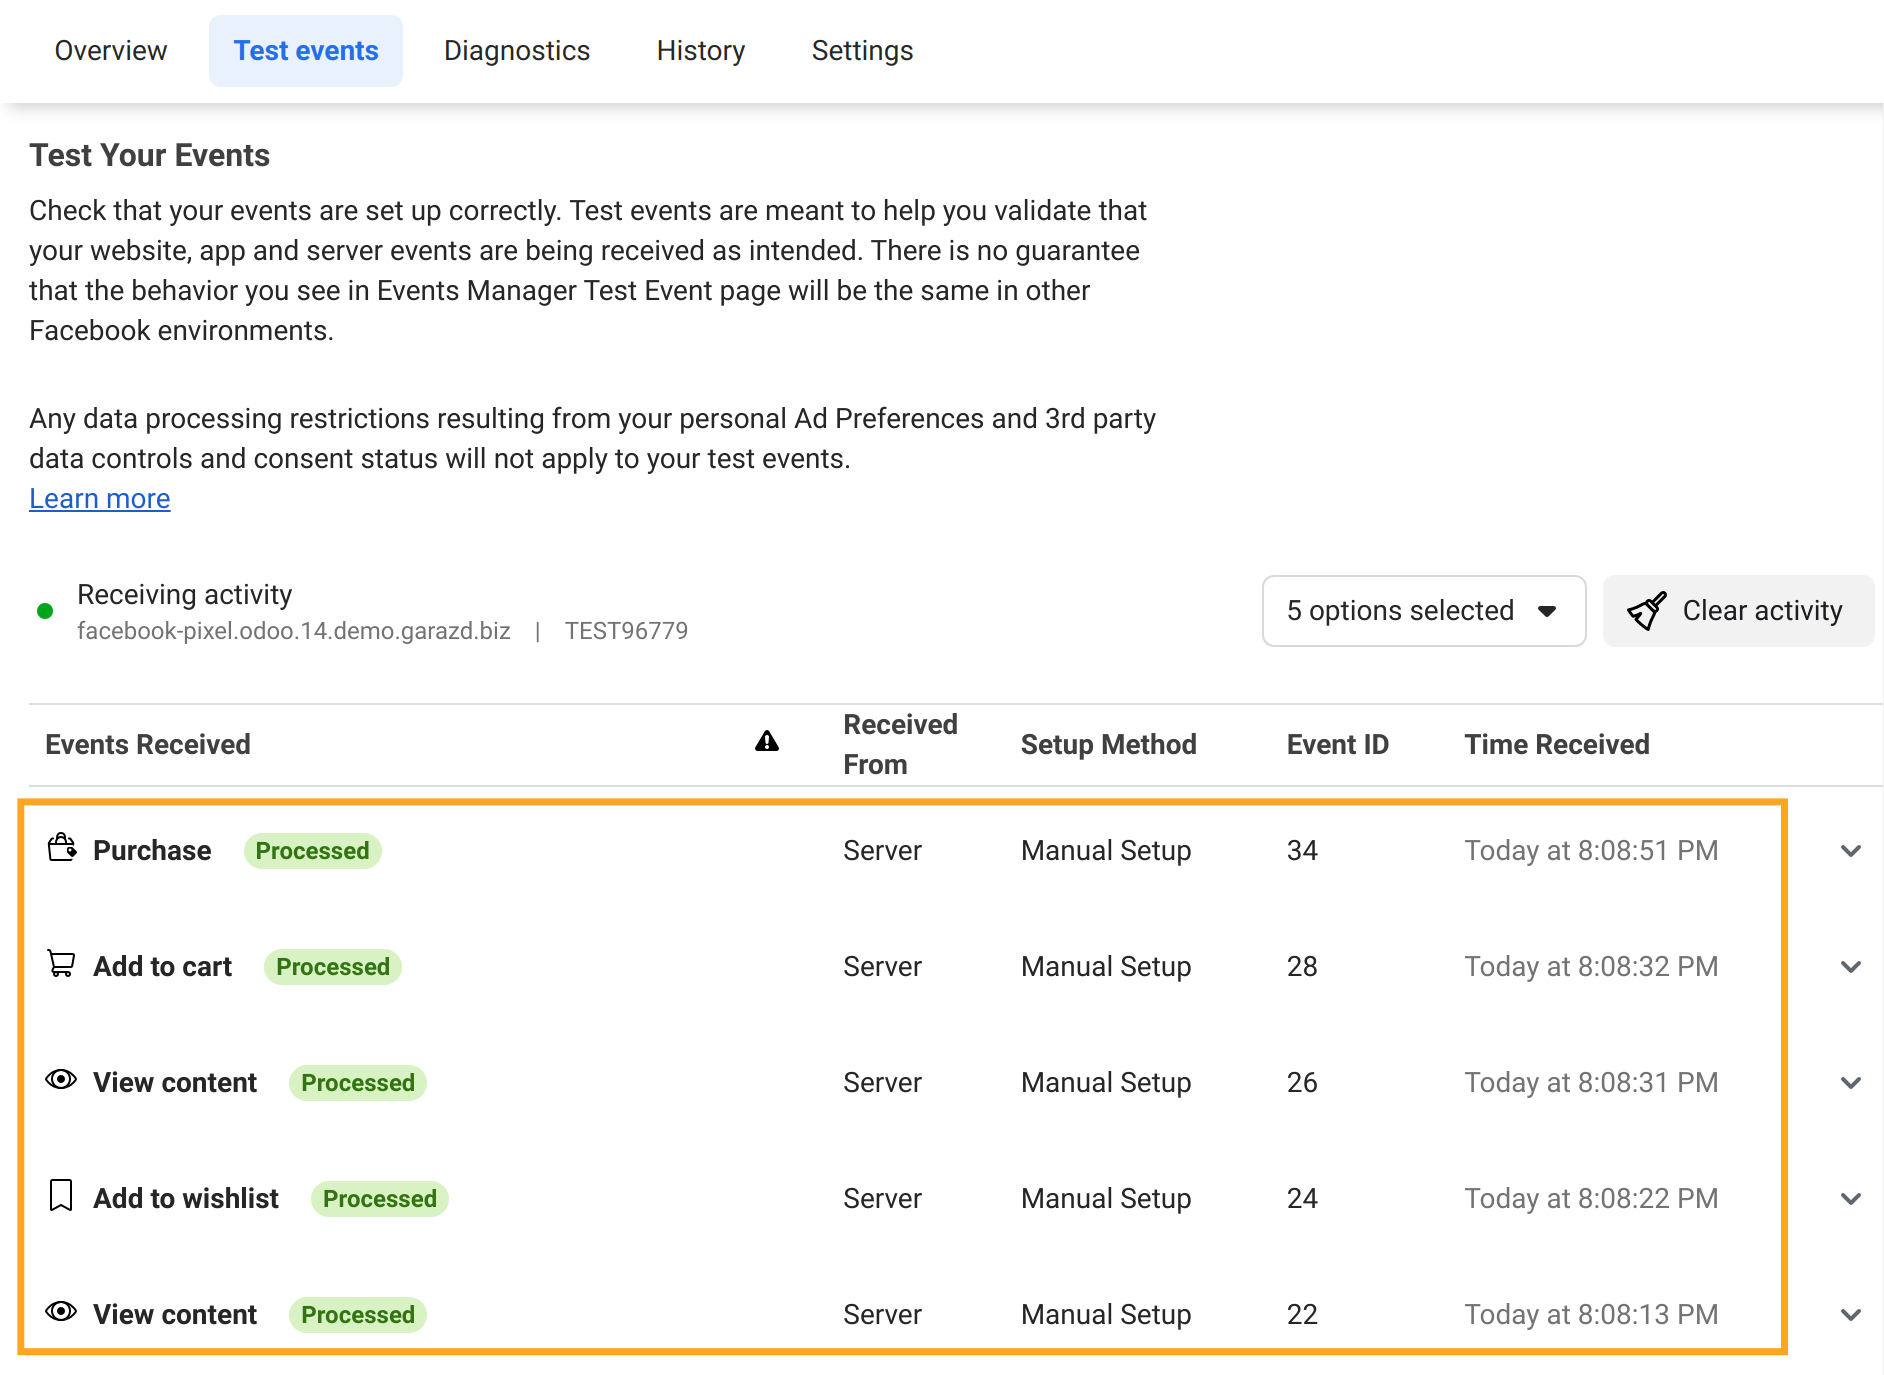 Overview Test events Diagnostics History Settings
Test Your Events
Check that your events are set up correctly. Test events are meant to help you validate that
your website, app and server events are being received as intended. There is no guarantee
that the behavior you see in Events Manager Test Event page will be the same in other
Facebook environments.
Any data processing restrictions resulting from your personal Ad Preferences and 3rd party
data controls and consent status will not apply to your test events.
Learn more
Receiving activity
facebook-pixel.odoo.14.demo.garazd.biz | TEST96779
5 options selected
Clear activity
Events Received Received From Setup Method Event ID Time Received
Purchase Processed Server Manual Setup 34 Today at 8:08:51 PM
Add to cart Processed Server Manual Setup 28 Today at 8:08:32 PM
View content Processed Server Manual Setup 26 Today at 8:08:31 PM
Add to wishlist Processed Server Manual Setup 24 Today at 8:08:22 PM
View content Processed Server Manual Setup 22 Today at 8:08:13 PM